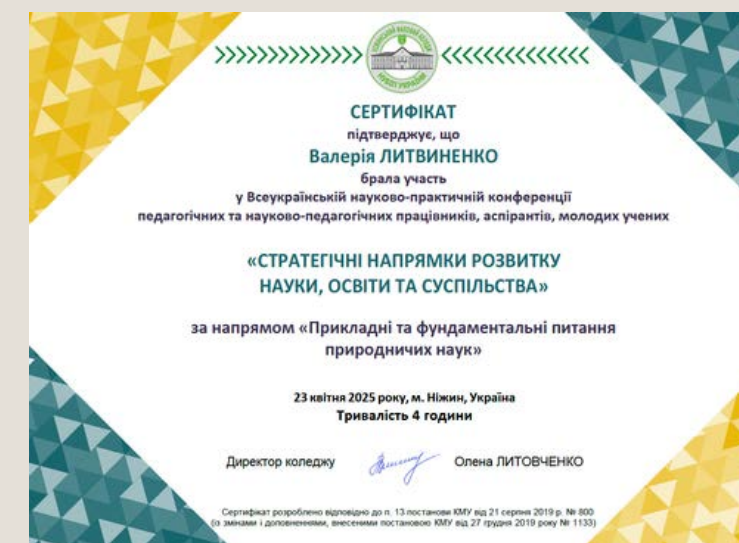 СЕРТИФІКАТ
підтверджує, що
Валерія ЛИТВИНЕНКО
брала участь
у Всеукраїнській науково-практичній конференції
педагогічних та науково-педагогічних працівників, аспірантів, молодих учених
«СТРАТЕГІЧНІ НАПРЯМКИ РОЗВИТКУ
НАУКИ, ОСВІТИ ТА СУСПІЛЬСТВА»
за напрямом «Прикладні та фундаментальні питання
природничих наук»
23 квітня 2025 року, м. Ніжин, Україна
Тривалість 4 години
Директор коледжу Олена ЛИТОВЧЕНКО
Сертифікат розроблено відповідно до п. 13 постанови КМУ від 21 серпня 2019 р. № 800
(із змінами і доповненнями, внесеними постановою КМУ від 27 грудня 2019 року № 1133)